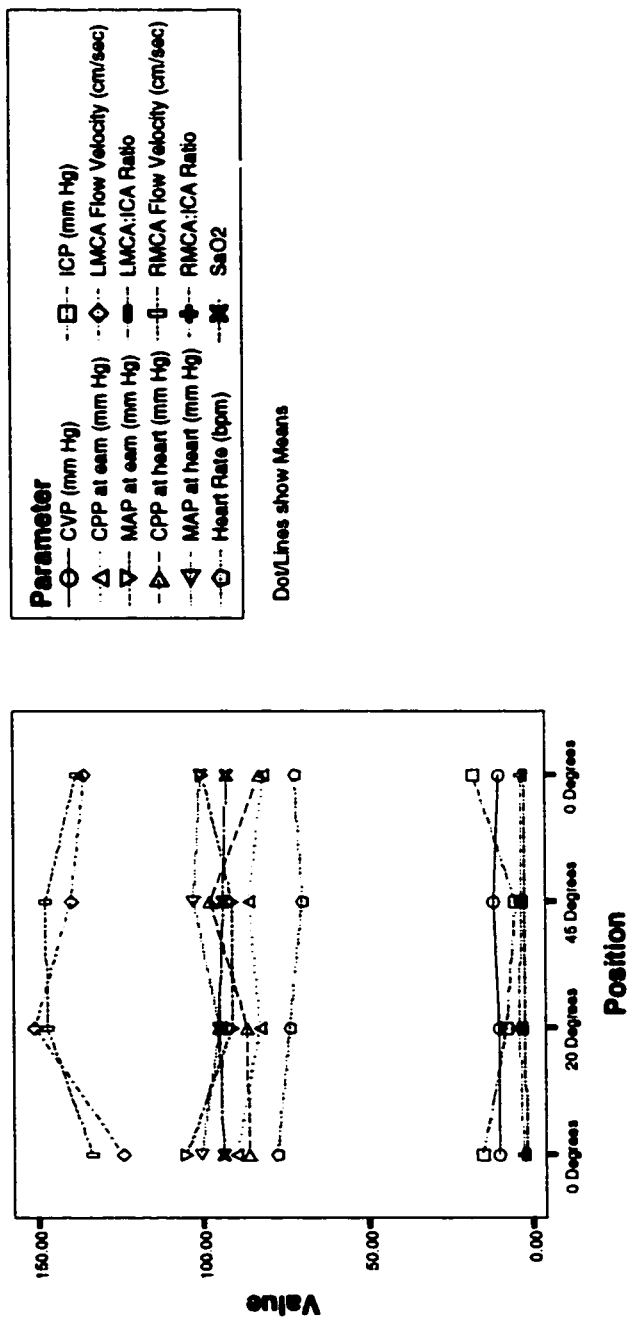 Parameter
CVP (mm Hg)
ICP (mm Hg)
CPP at eam (mm Hg)
LMCA Flow Velocity (cm/sec)
MAP at eam (mm Hg)
LMCA:ICA Ratio
CPP at heart (mm Hg)
RMCA Flow Velocity (cm/sec)
MAP at heart (mm Hg)
RMCA:ICA Ratio
Heart Rate (bpm)
SaO2
Dot/Lines show Means
Value
150.00
100.00
50.00
0.00
0 Degrees
20 Degrees
45 Degrees
0 Degrees
Position